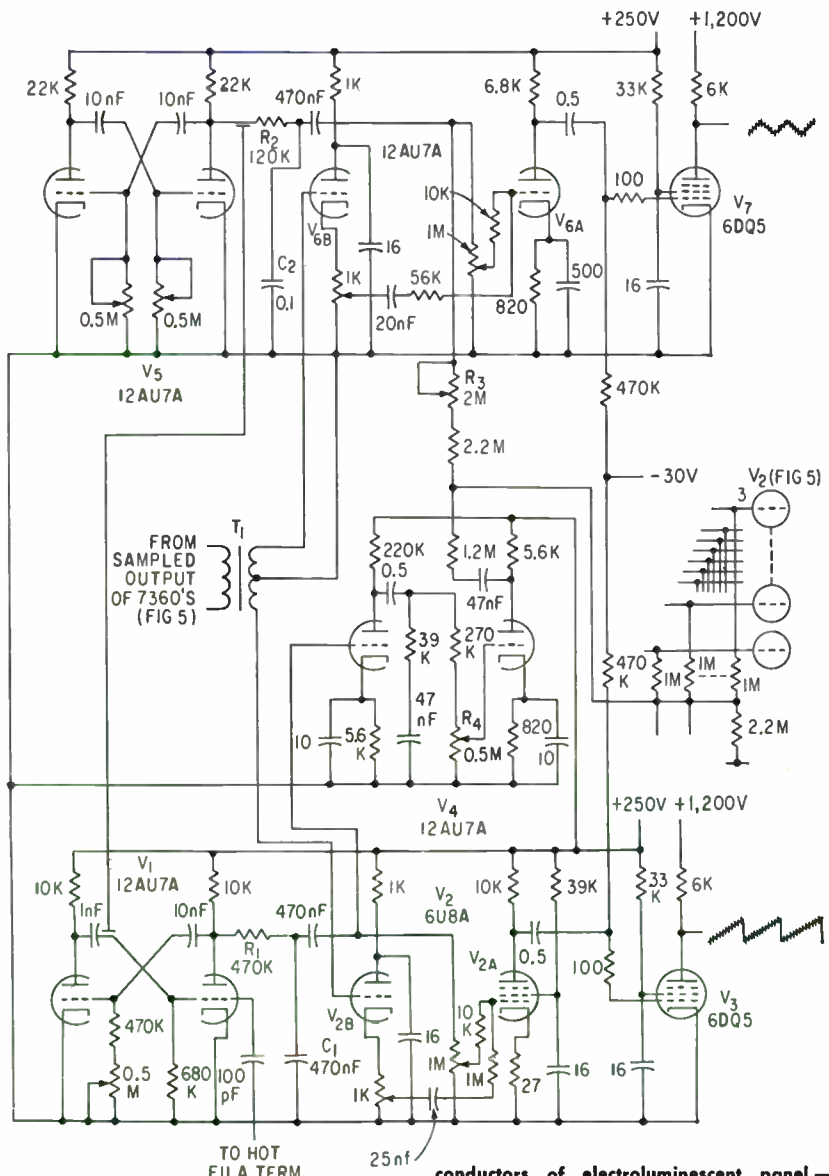 +250V +1,200V
22K
22K
1K
6.8K
33K
6K
10nF
10nF
470nF
0.5
R2
120K
12AU7A
10K
1M
100
V7
6DQ5
V6B
V6A
C2
0.1
16
1K
56K
20nF
820
500
16
0.5M
0.5M
V5
12AU7A
R3
2M
470K
2.2M
-30V
V2 (FIG 5)
3
T1
FROM
SAMPLED
OUTPUT
OF 7360'S
(FIG 5)
220K
0.5
1.2M
5.6K
47nF
39
K
270
K
470
K
1M
1M
1M
2.2M
10
5.6
K
47
nF
R4
0.5M
820
10
V4
12AU7A
+250V +1,200V
V1
12AU7A
10K
10K
1K
V2
6U8A
10K
39K
33
K
6K
1nF
10nF
R1
470K
470nF
V2A
0.5
100
V3
6DQ5
V2B
470K
0.5
M
680
K
100
pF
C1
470nF
16
1K
1M
10
K
1M
27
16
16
25nf
TO HOT
FILA TERM
conductors of electroluminescent panel—